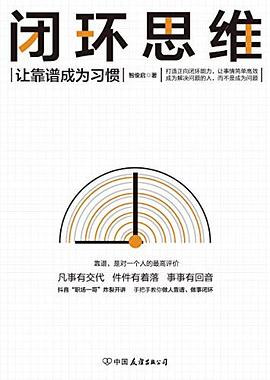 闭环思维
让靠谱成为习惯
智俊启◎著
打造正向闭环能力，让事情简单高效
成为解决问题的人，而不是成为问题
靠谱，是对一个人的最高评价
凡事有交代 件件有着落 事事有回音
抖音“职场一哥”炸裂开讲 手把手教你做人靠谱、做事闭环
中国友谊出版公司